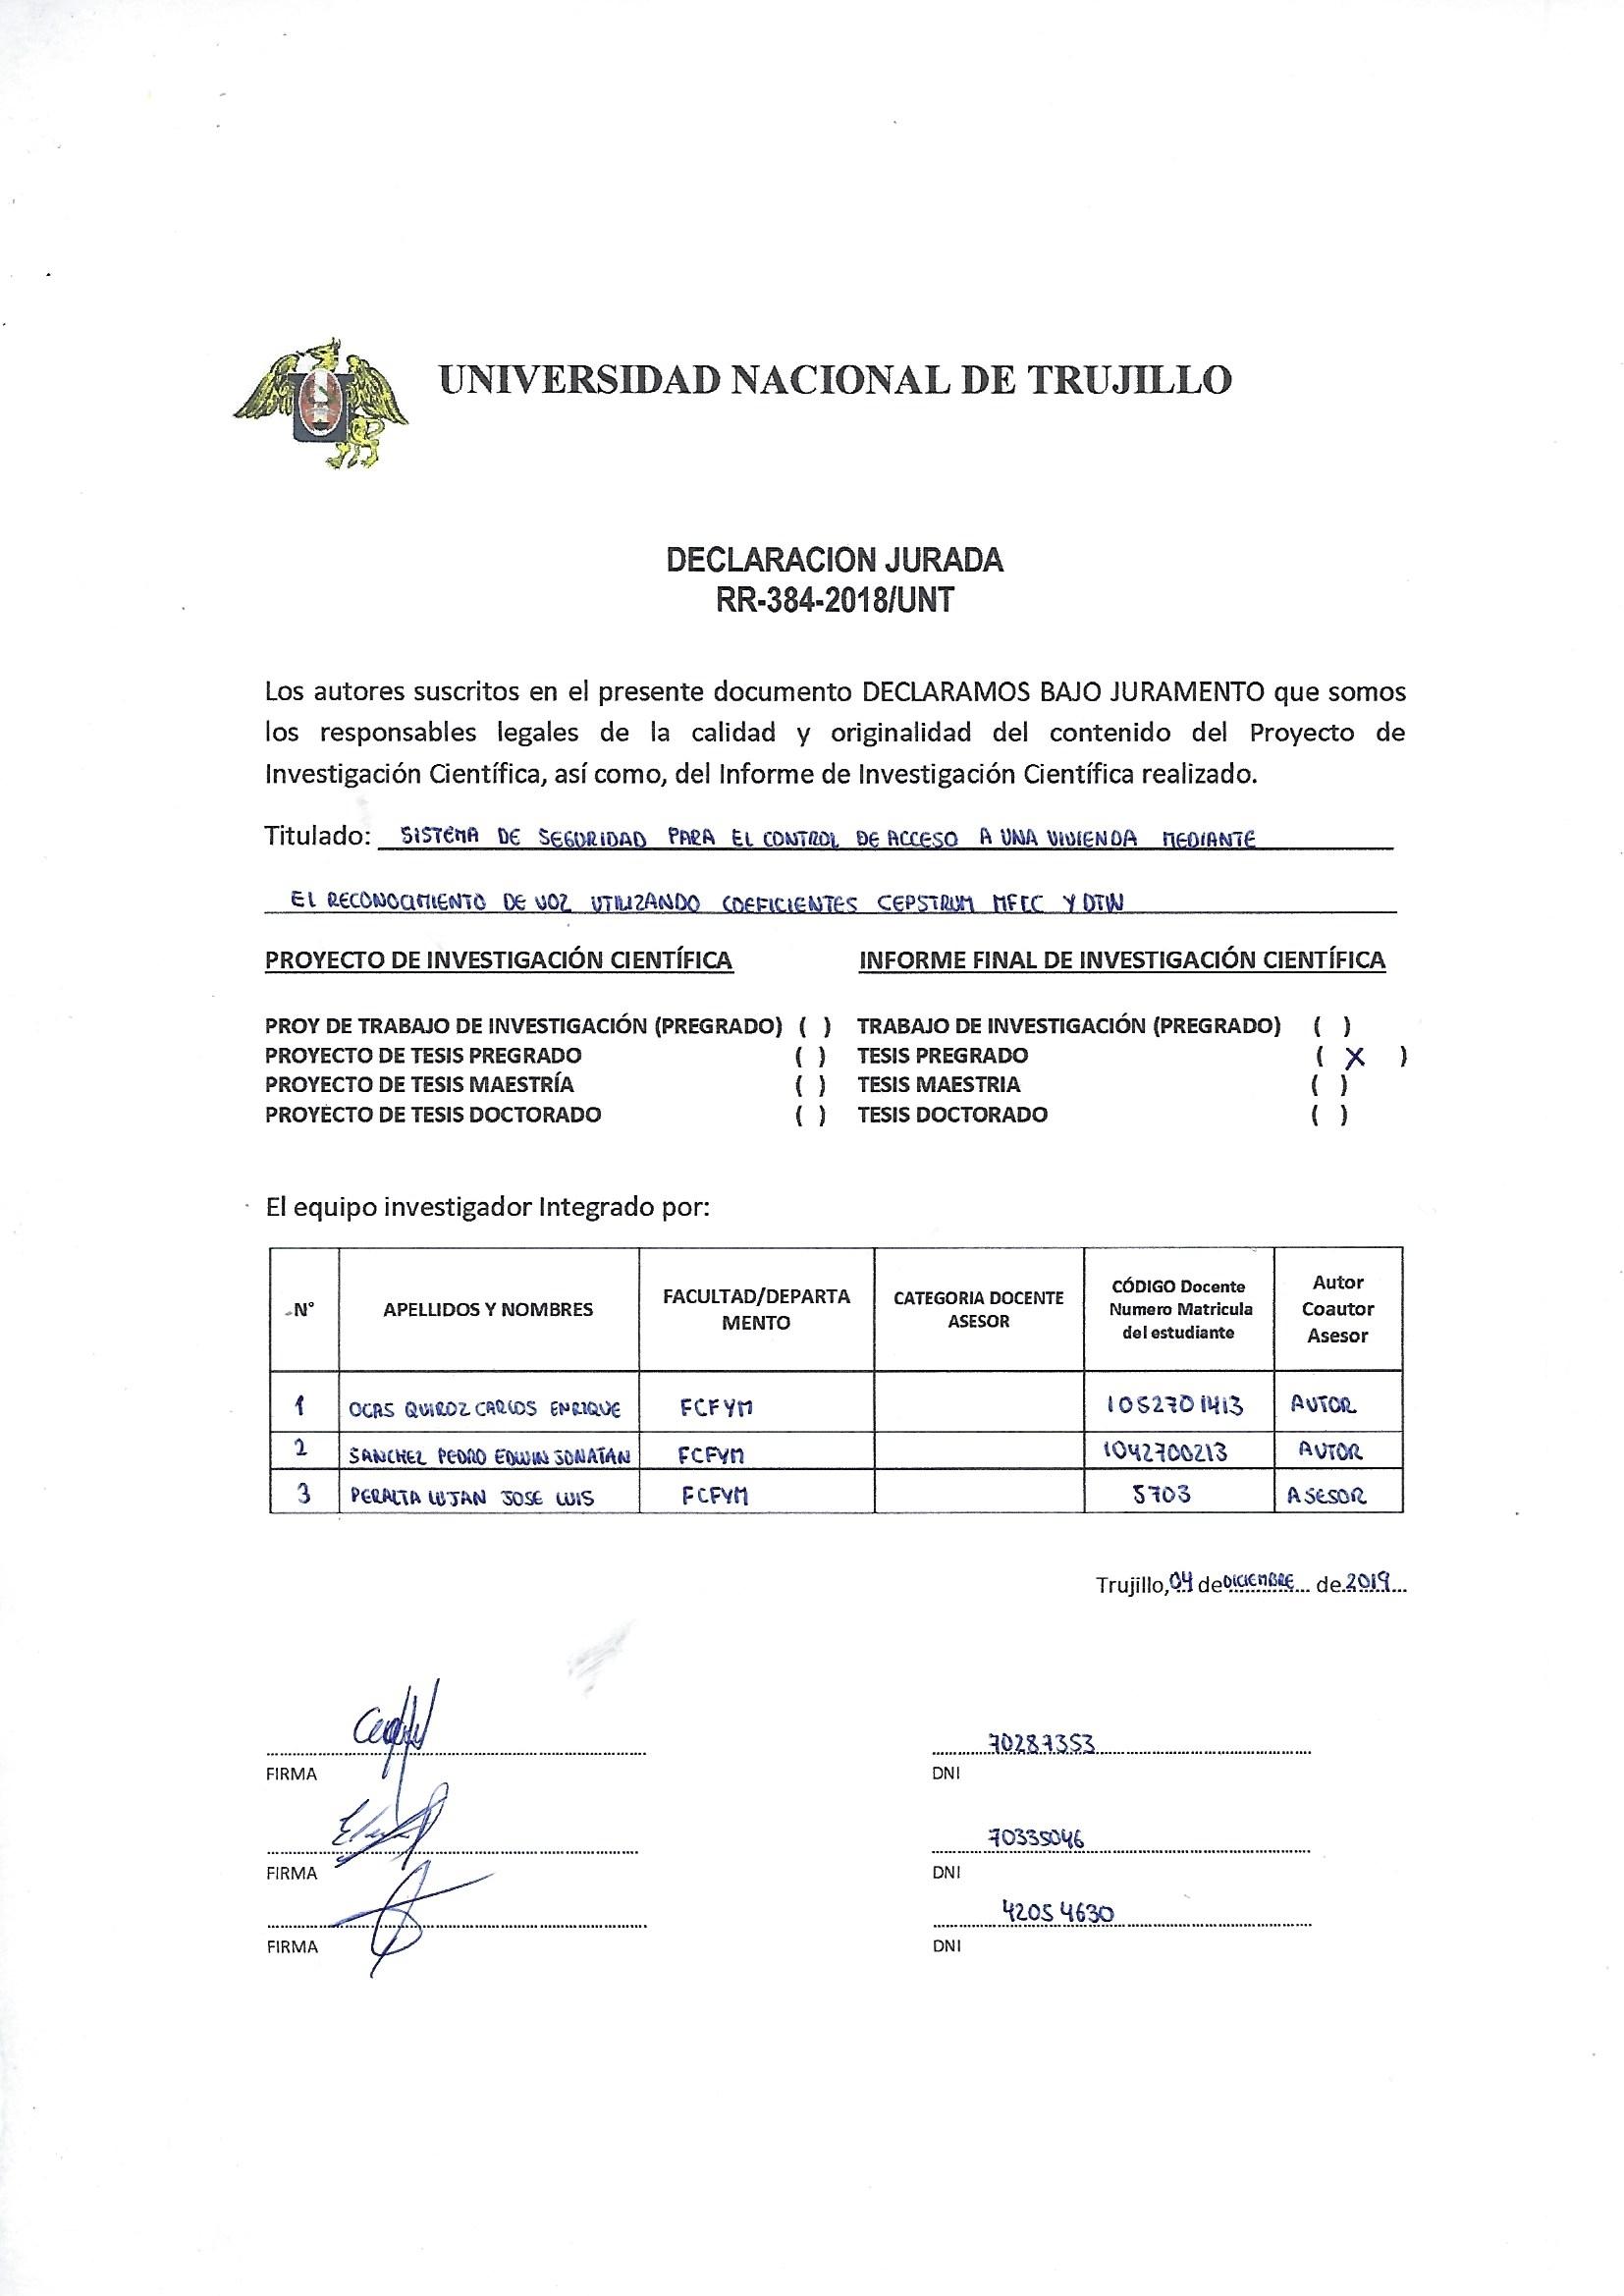 UNIVERSIDAD NACIONAL DE TRUJILLO
DECLARACION JURADA
RR-384-2018/UNT
Los autores suscritos en el presente documento DECLARAMOS BAJO JURAMENTO que somos
los responsables legales de la calidad y originalidad del contenido del Proyecto de
Investigación Científica, así como, del Informe de Investigación Científica realizado.
Titulado: SISTEMA DE SEGURIDAD PARA EL CONTROL DE ACCESO A UNA VIVIENDA MEDIANTE
EL RECONOCIMIENTO DE VOZ UTILIZANDO COEFICIENTES CEPSTRUM MFCC Y DTW
PROYECTO DE INVESTIGACIÓN CIENTÍFICA INFORME FINAL DE INVESTIGACIÓN CIENTÍFICA
PROY DE TRABAJO DE INVESTIGACIÓN (PREGRADO) ( ) TRABAJO DE INVESTIGACIÓN (PREGRADO) ( )
PROYECTO DE TESIS PREGRADO ( ) TESIS PREGRADO ( X )
PROYECTO DE TESIS MAESTRÍA ( ) TESIS MAESTRIA ( )
PROYECTO DE TESIS DOCTORADO ( ) TESIS DOCTORADO ( )
El equipo investigador Integrado por:
N° APELLIDOS Y NOMBRES FACULTAD/DEPARTA
MENTO CATEGORIA DOCENTE
ASESOR CÓDIGO Docente
Numero Matricula
del estudiante Autor
Coautor
Asesor
1 OCAS QUIROZ CARLOS ENRIQUE FCFYM 1052701413 AUTOR
2 SANCHEZ PEDRO EDWIN JONATAN FCFYM 1042700213 AUTOR
3 PERALTA LUJAN JOSE LUIS FCFYM 5703 ASESOR
Trujillo, 04 de DICIEMBRE... de 2019...
70287353
FIRMA DNI
70335046
FIRMA DNI
42054630
FIRMA DNI